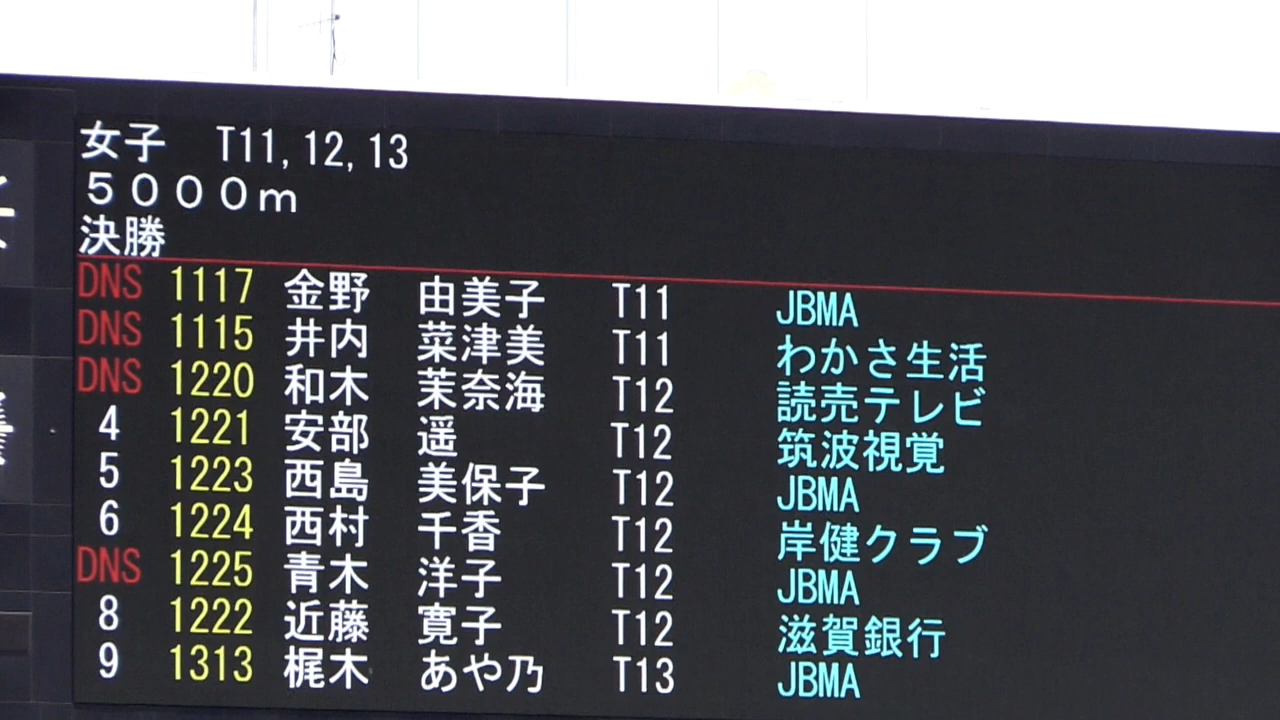 女子 T11,12,13
5000m
決勝
DNS 1117 金野 由美子 T11 JBMA
DNS 1115 井内 菜津美 T11 わかさ生活
DNS 1220 和木 茉奈海 T12 読売テレビ
4 1221 安部 遥 T12 筑波視覚
5 1223 西島 美保子 T12 JBMA
6 1224 西村 千香 T12 岸健クラブ
DNS 1225 青木 洋子 T12 JBMA
8 1222 近藤 寛子 T12 滋賀銀行
9 1313 梶木 あや乃 T13 JBMA